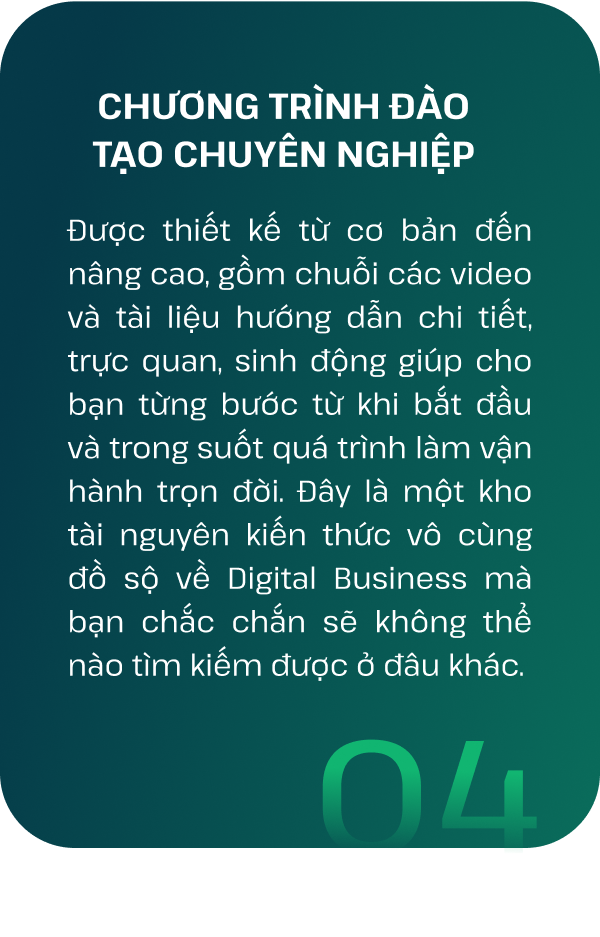 CHƯƠNG TRÌNH ĐÀO
TẠO CHUYÊN NGHIỆP
Được thiết kế từ cơ bản đến
nâng cao, gồm chuỗi các video
và tài liệu hướng dẫn chi tiết,
trực quan, sinh động giúp cho
bạn từng bước từ khi bắt đầu
và trong suốt quá trình làm vận
hành trọn đời. Đây là một kho
tài nguyên kiến thức vô cùng
đồ sộ về Digital Business mà
bạn chắc chắn sẽ không thể
nào tìm kiếm được ở đâu khác.
04